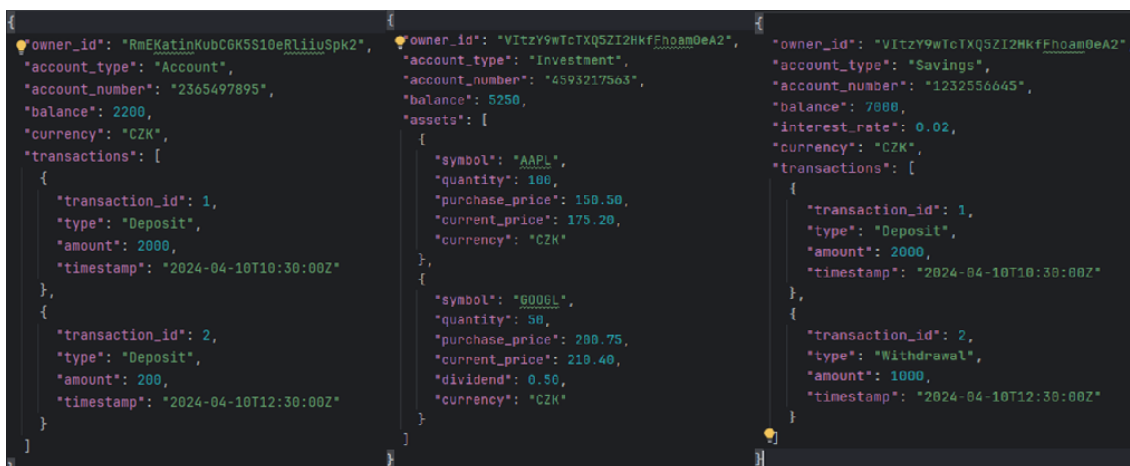 {
"owner_id": "RmEKatinKubCGK5S10eRliiuSpk2",
"account_type": "Account",
"account_number": "2365497895",
"balance": 2200,
"currency": "CZK",
"transactions": [
{
"transaction_id": 1,
"type": "Deposit",
"amount": 2000,
"timestamp": "2024-04-10T10:30:00Z"
},
{
"transaction_id": 2,
"type": "Deposit",
"amount": 200,
"timestamp": "2024-04-10T12:30:00Z"
}
]
}
{
"owner_id": "VItzY9wTcTXQ5ZI2HkfFhoam0eA2",
"account_type": "Investment",
"account_number": "4593217563",
"balance": 5250,
"assets": [
{
"symbol": "AAPL",
"quantity": 100,
"purchase_price": 150.50,
"current_price": 175.20,
"currency": "CZK"
},
{
"symbol": "GOOGL",
"quantity": 50,
"purchase_price": 200.75,
"current_price": 210.40,
"dividend": 0.50,
"currency": "CZK"
}
]
}
{
"owner_id": "VItzY9wTcTXQ5ZI2HkfFhoam0eA2"
"account_type": "Savings",
"account_number": "1232556645",
"balance": 7000,
"interest_rate": 0.02,
"currency": "CZK",
"transactions": [
{
"transaction_id": 1,
"type": "Deposit",
"amount": 2000,
"timestamp": "2024-04-10T10:30:00Z"
},
{
"transaction_id": 2,
"type": "Withdrawal",
"amount": 1000,
"timestamp": "2024-04-10T12:30:00Z"
}
]
}